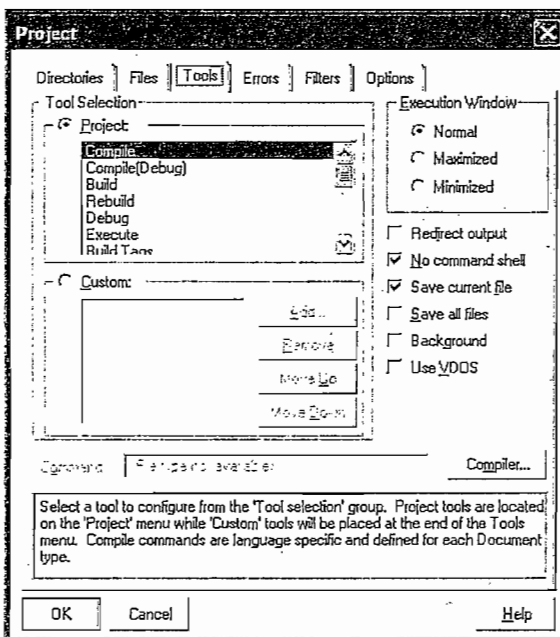 Project
Directories
Files
Tools
Errors
Filters
Options
Tool Selection
Project:
Compile
Compile(Debug)
Build
Rebuild
Debug
Execute
Build Tags
Custom:
Add...
Remove
Move Up
Move Down
Execution Window
Normal
Maximized
Minimized
Redirect output
No command shell
Save current file
Save all files
Background
Use VDOS
Command
Compiler...
Select a tool to configure from the 'Tool selection' group. Project tools are located
on the 'Project' menu while 'Custom' tools will be placed at the end of the Tools
menu. Compile commands are language specific and defined for each Document
type.
OK
Cancel
Help